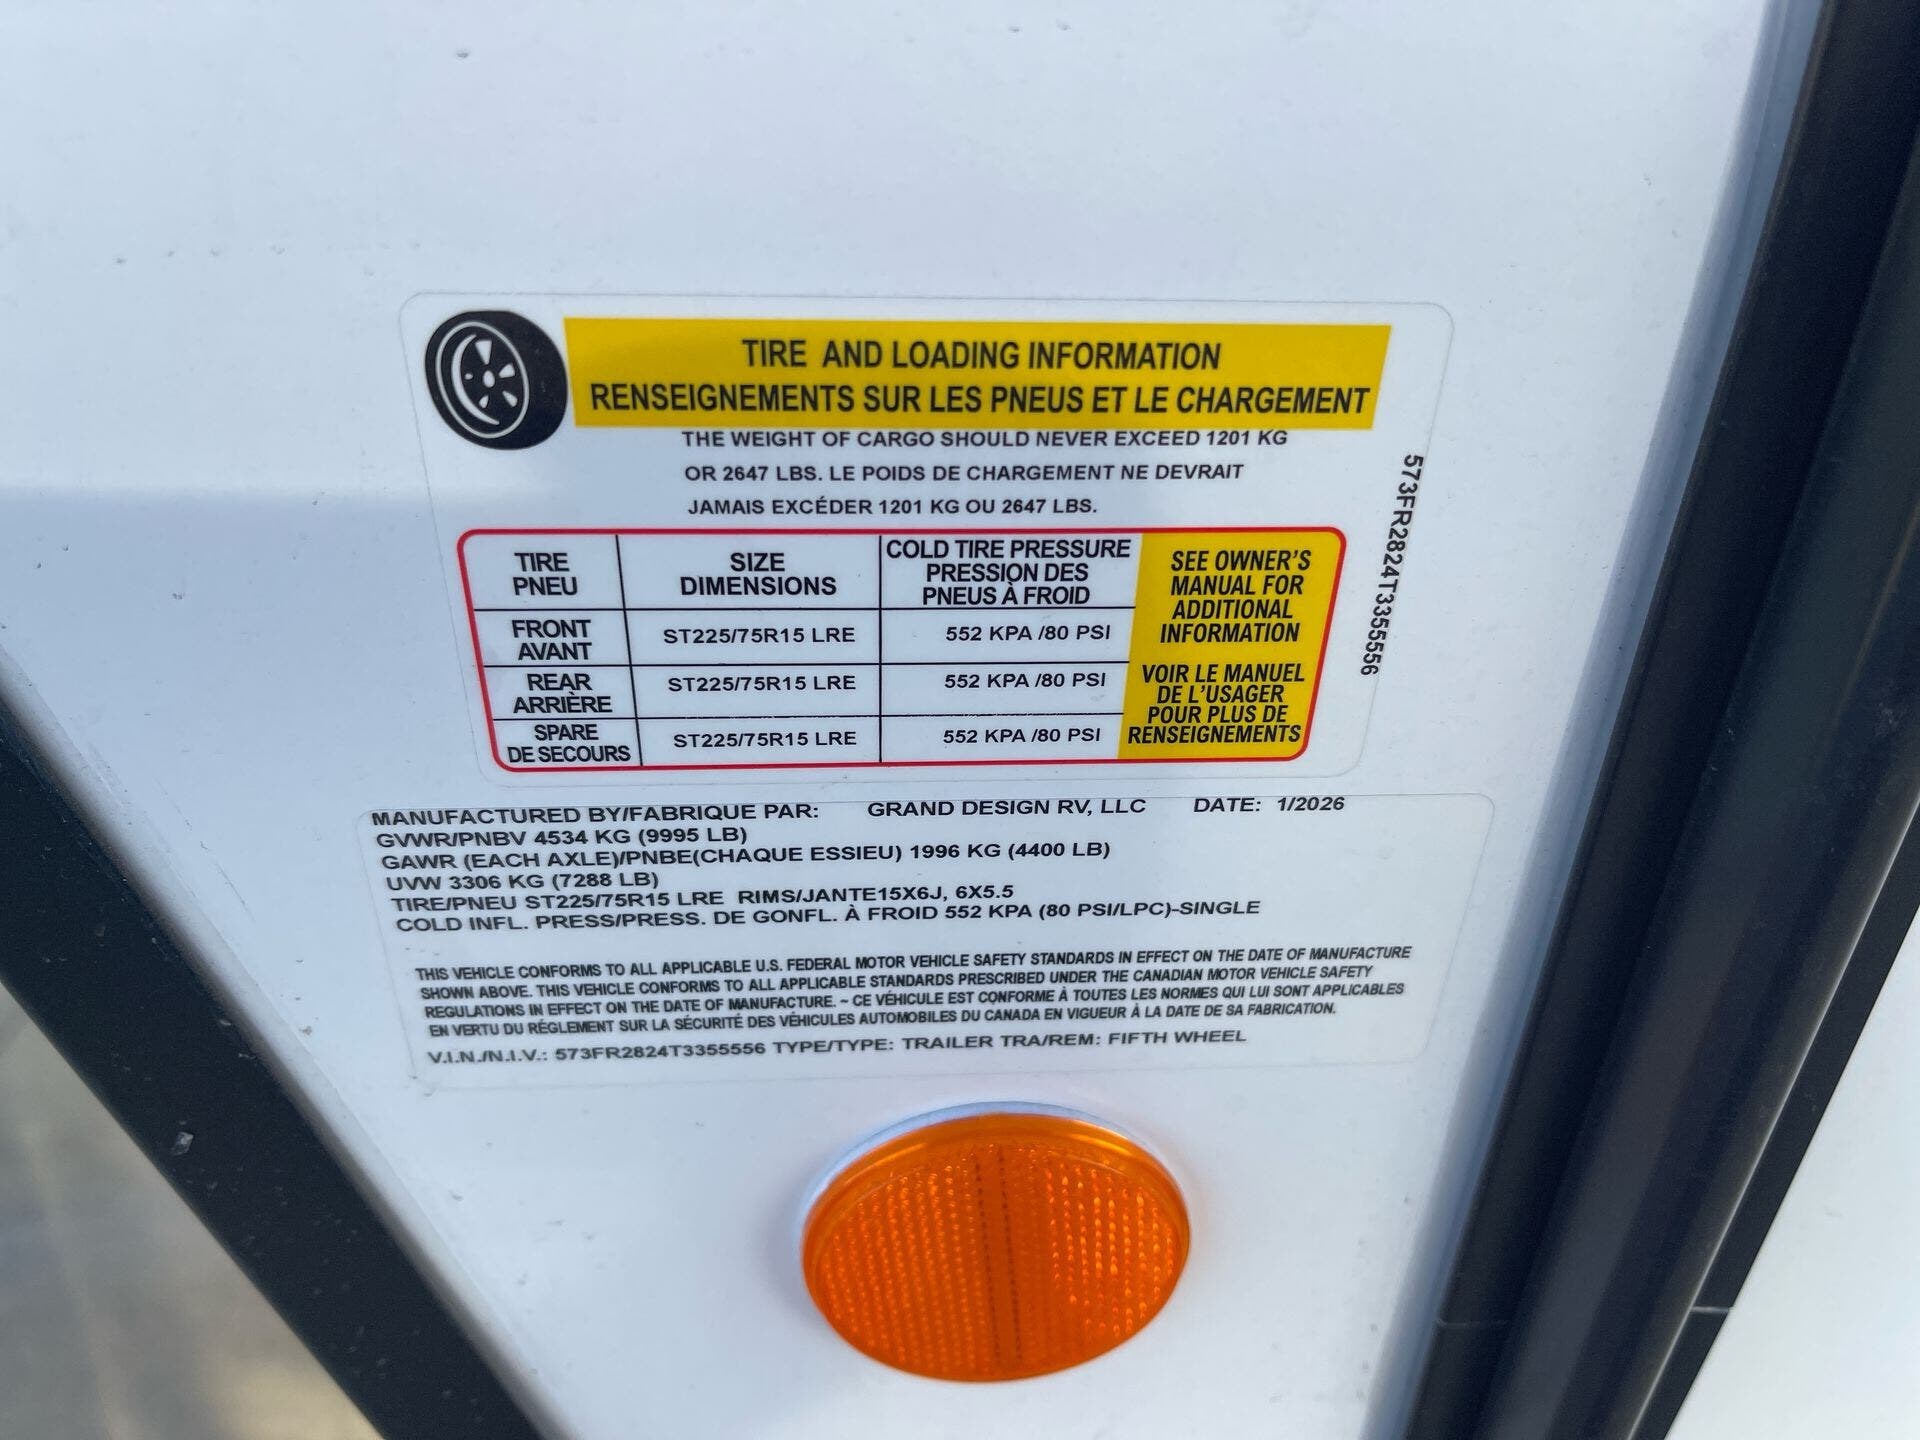 TIRE AND LOADING INFORMATION
RENSEIGNEMENTS SUR LES PNEUS ET LE CHARGEMENT
THE WEIGHT OF CARGO SHOULD NEVER EXCEED 1201 KG
OR 2647 LBS. LE POIDS DE CHARGEMENT NE DEVRAIT
JAMAIS EXCÉDER 1201 KG OU 2647 LBS.
TIRE
PNEU
SIZE
DIMENSIONS
COLD TIRE PRESSURE
PRESSION DES
PNEUS À FROID
FRONT
AVANT
ST225/75R15 LRE
552 KPA /80 PSI
REAR
ARRIÈRE
ST225/75R15 LRE
552 KPA /80 PSI
SPARE
DE SECOURS
ST225/75R15 LRE
552 KPA /80 PSI
SEE OWNER'S
MANUAL FOR
ADDITIONAL
INFORMATION
VOIR LE MANUEL
DE L'USAGER
POUR PLUS DE
RENSEIGNEMENTS
573FR2824T3355556
MANUFACTURED BY/FABRIQUE PAR: GRAND DESIGN RV, LLC DATE: 1/2026
GVWR/PNBV 4534 KG (9995 LB)
GAWR (EACH AXLE)/PNBE(CHAQUE ESSIEU) 1996 KG (4400 LB)
UVW 3306 KG (7288 LB)
TIRE/PNEU ST225/75R15 LRE RIMS/JANTE15X6J, 6X5.5
COLD INFL. PRESS/PRESS. DE GONFL. À FROID 552 KPA (80 PSI/LPC)-SINGLE
THIS VEHICLE CONFORMS TO ALL APPLICABLE U.S. FEDERAL MOTOR VEHICLE SAFETY STANDARDS IN EFFECT ON THE DATE OF MANUFACTURE
SHOWN ABOVE. THIS VEHICLE CONFORMS TO ALL APPLICABLE STANDARDS PRESCRIBED UNDER THE CANADIAN MOTOR VEHICLE SAFETY
REGULATIONS IN EFFECT ON THE DATE OF MANUFACTURE. ~ CE VÉHICULE EST CONFORME À TOUTES LES NORMES QUI LUI SONT APPLICABLES
EN VERTU DU RÉGLEMENT SUR LA SÉCURITÉ DES VÉHICULES AUTOMOBILES DU CANADA EN VIGUEUR À LA DATE DE SA FABRICATION.
V.I.N./N.I.V.: 573FR2824T3355556 TYPE/TYPE: TRAILER TRA/REM: FIFTH WHEEL